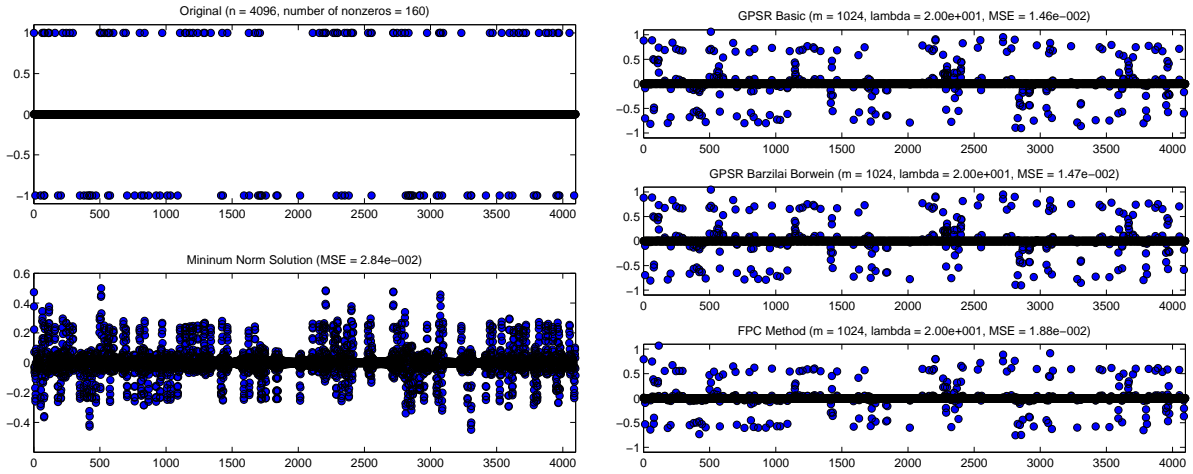 Original (n = 4096, number of nonzeros = 160)
1
0.5
0
−0.5
−1
0 500 1000 1500 2000 2500 3000 3500 4000
Mininum Norm Solution (MSE = 2.84e−002)
0.6
0.4
0.2
0
−0.2
−0.4
0 500 1000 1500 2000 2500 3000 3500 4000
GPSR Basic (m = 1024, lambda = 2.00e+001, MSE = 1.46e−002)
1
0.5
0
−0.5
−1
0 500 1000 1500 2000 2500 3000 3500 4000
GPSR Barzilai Borwein (m = 1024, lambda = 2.00e+001, MSE = 1.47e−002)
1
0.5
0
−0.5
−1
0 500 1000 1500 2000 2500 3000 3500 4000
FPC Method (m = 1024, lambda = 2.00e+001, MSE = 1.88e−002)
1
0.5
0
−0.5
−1
0 500 1000 1500 2000 2500 3000 3500 4000